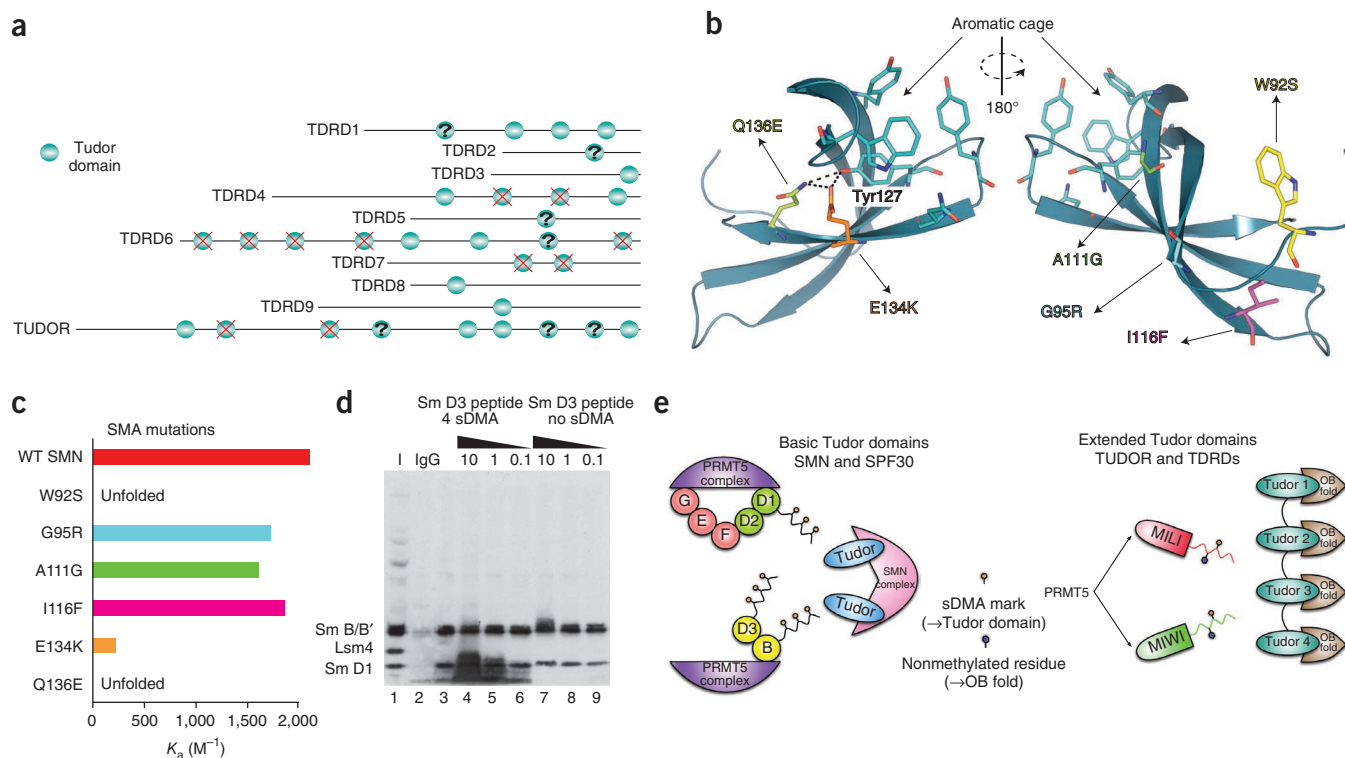 a
Tudor
domain
TDRD1
?
TDRD2
?
TDRD3
TDRD4
TDRD5
?
TDRD6
?
TDRD7
TDRD8
TDRD9
TUDOR
?
?
?
b
Aromatic cage
180°
W92S
Q136E
Tyr127
A111G
E134K
G95R
I116F
c
SMA mutations
WT SMN
W92S
Unfolded
G95R
A111G
I116F
E134K
Q136E
Unfolded
0 500 1,000 1,500 2,000
Ka (M−1)
d
Sm D3 peptide
4 sDMA
Sm D3 peptide
no sDMA
I IgG 10 1 0.1 10 1 0.1
Sm B/B′
Lsm4
Sm D1
1 2 3 4 5 6 7 8 9
e
Basic Tudor domains
SMN and SPF30
PRMT5
complex
G
E
F
D2
D1
Tudor
Tudor
SMN
complex
D3
B
PRMT5
complex
sDMA mark
(→Tudor domain)
Nonmethylated residue
(→OB fold)
Extended Tudor domains
TUDOR and TDRDs
PRMT5
MILI
MIWI
Tudor 1
OB
fold
Tudor 2
OB
fold
Tudor 3
OB
fold
Tudor 4
OB
fold